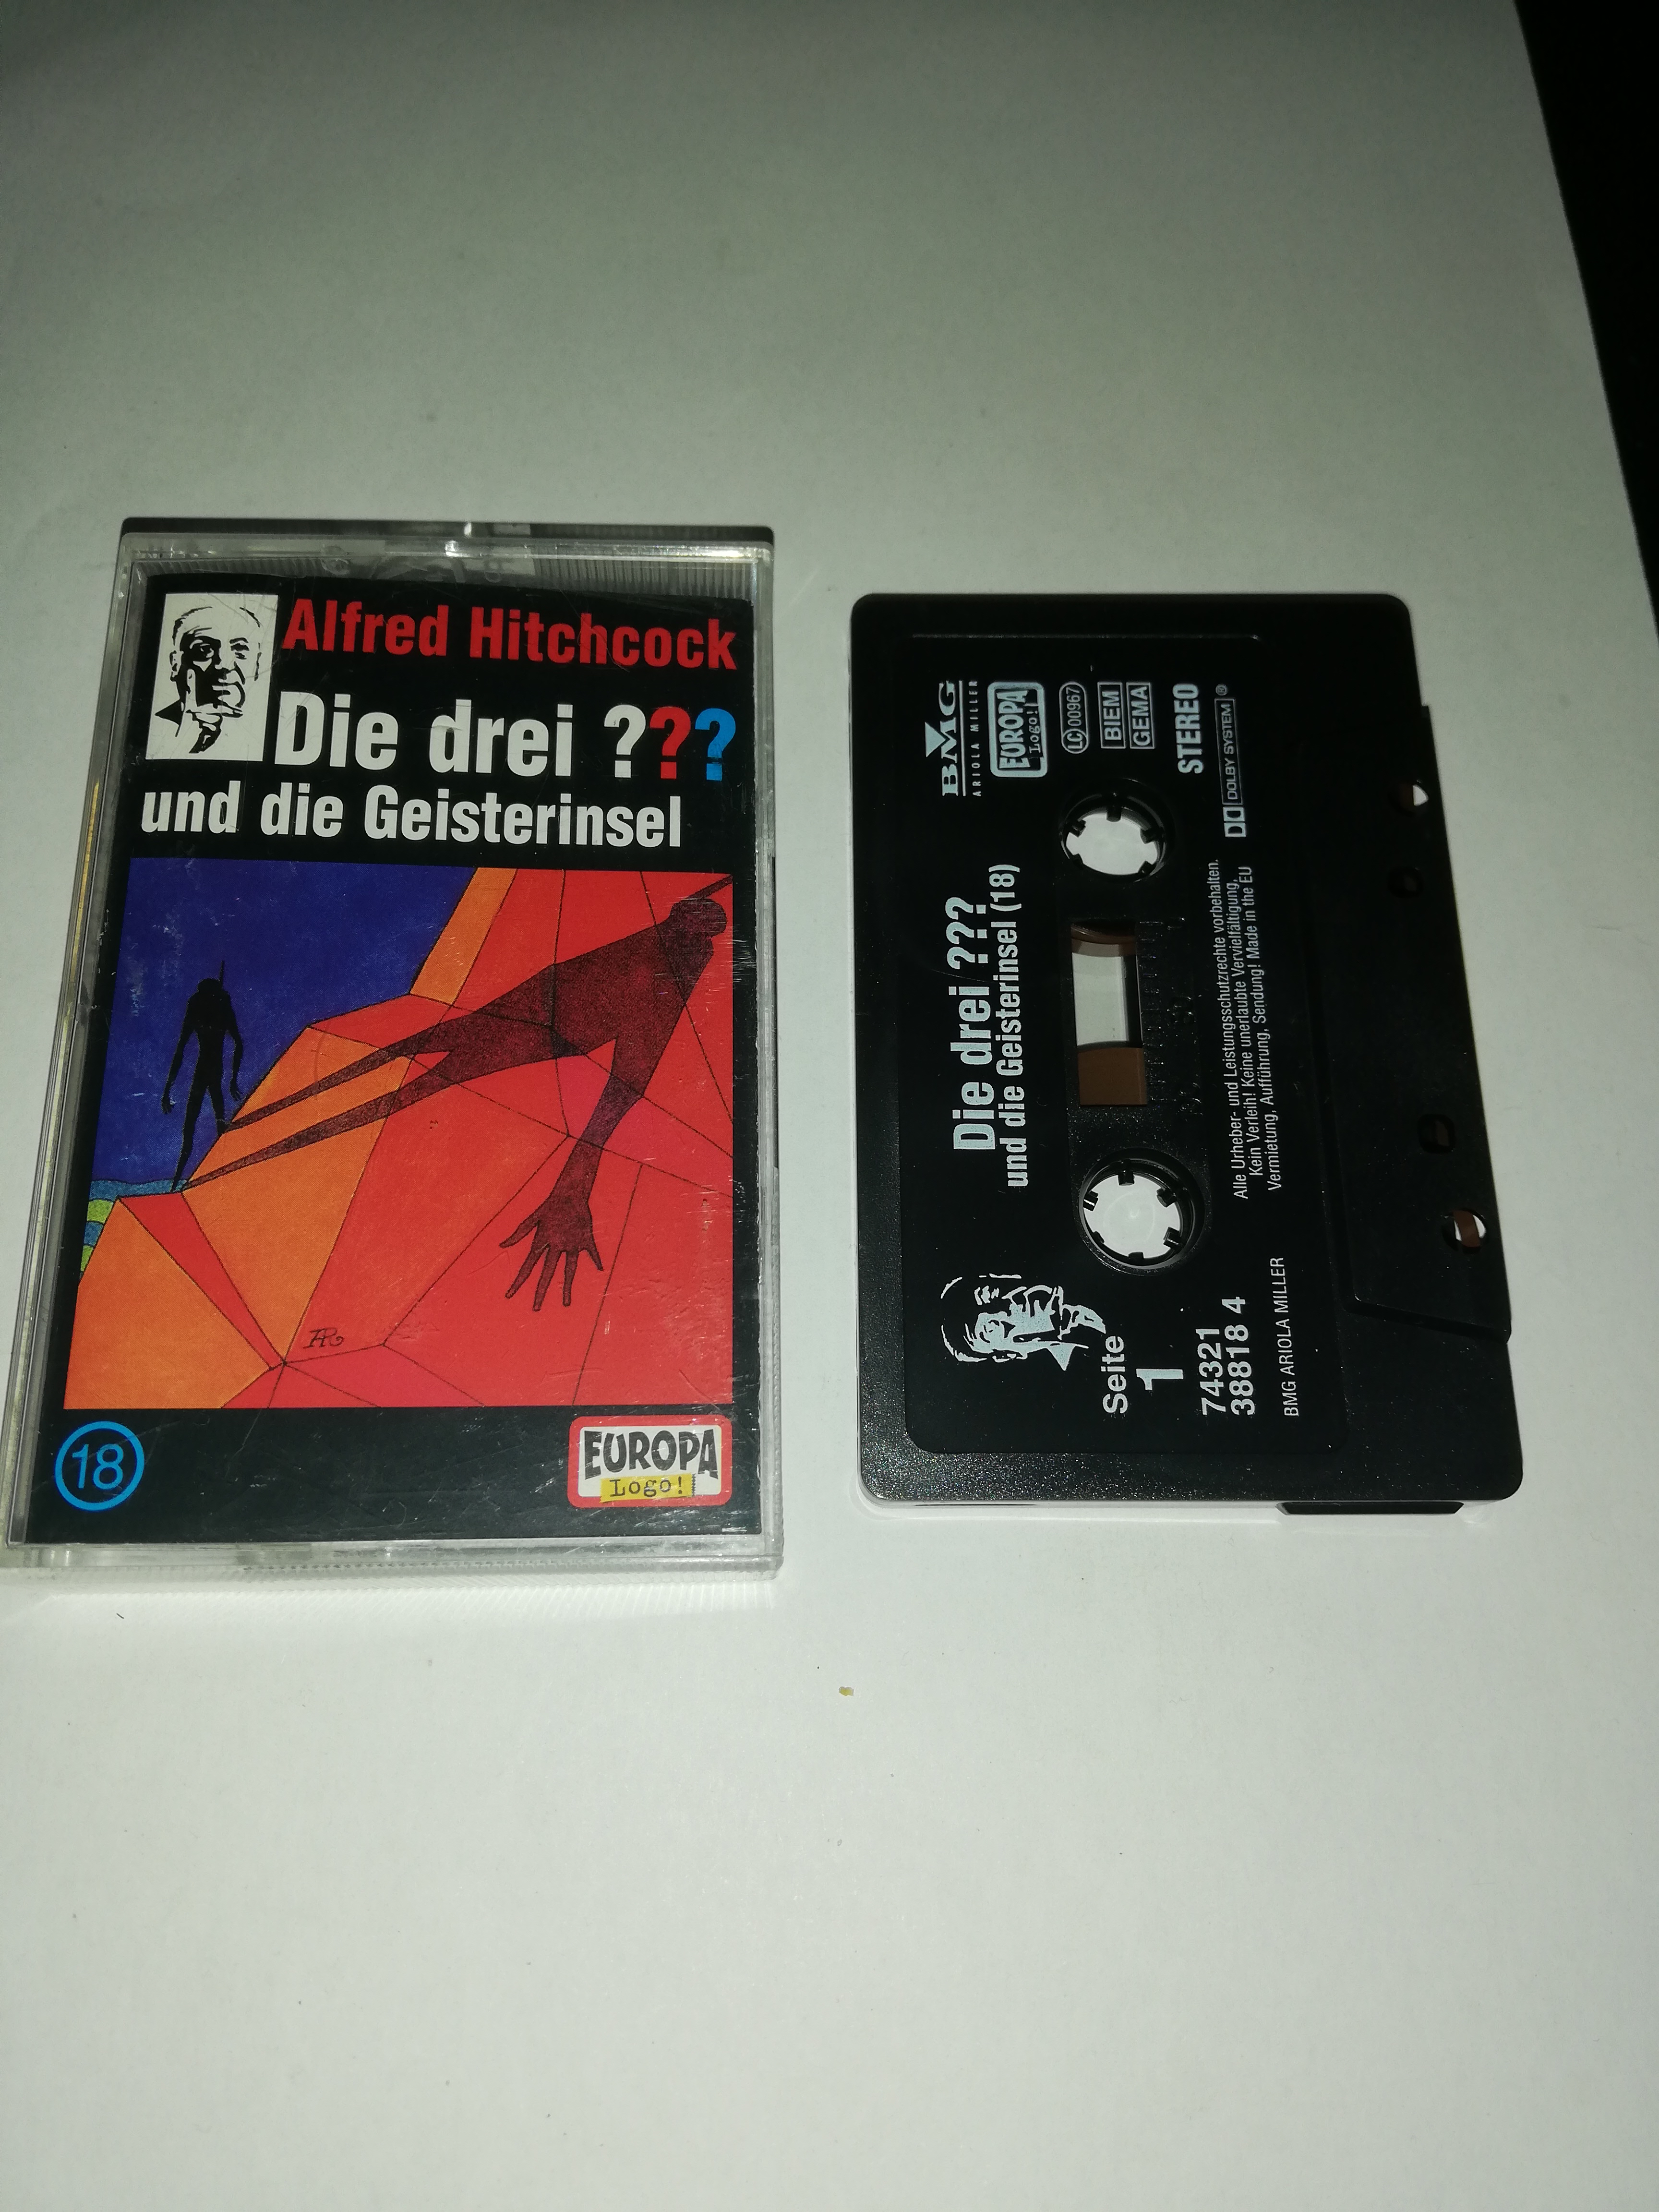 Alfred Hitchcock
Die drei ???
und die Geisterinsel
AR
18
EUROPA
Logo!
Die drei ???
und die Geisterinsel (18)
BMG
ARIOLA MILLER
EUROPA
Logo!
LC 00967
BIEM
GEMA
STEREO
DOLBY SYSTEM®
Seite
1
74321
38818 4
BMG ARIOLA MILLER
Alle Urheber- und Leistungsschutzrechte vorbehalten.
Kein Verleih! Keine unerlaubte Vervielfältigung,
Vermietung, Aufführung, Sendung! Made in the EU